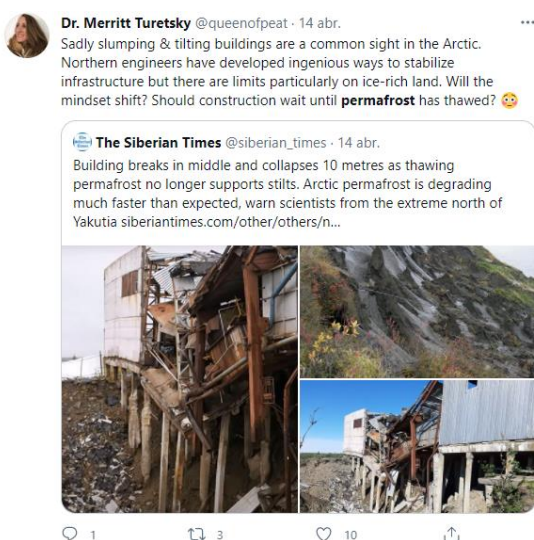 Dr. Merritt Turetsky @queenofpeat · 14 abr.
Sadly slumping & tilting buildings are a common sight in the Arctic.
Northern engineers have developed ingenious ways to stabilize
infrastructure but there are limits particularly on ice-rich land. Will the
mindset shift? Should construction wait until permafrost has thawed? 😳
The Siberian Times @siberian_times · 14 abr.
Building breaks in middle and collapses 10 metres as thawing
permafrost no longer supports stilts. Arctic permafrost is degrading
much faster than expected, warn scientists from the extreme north of
Yakutia siberiantimes.com/other/others/n...
1 3 10